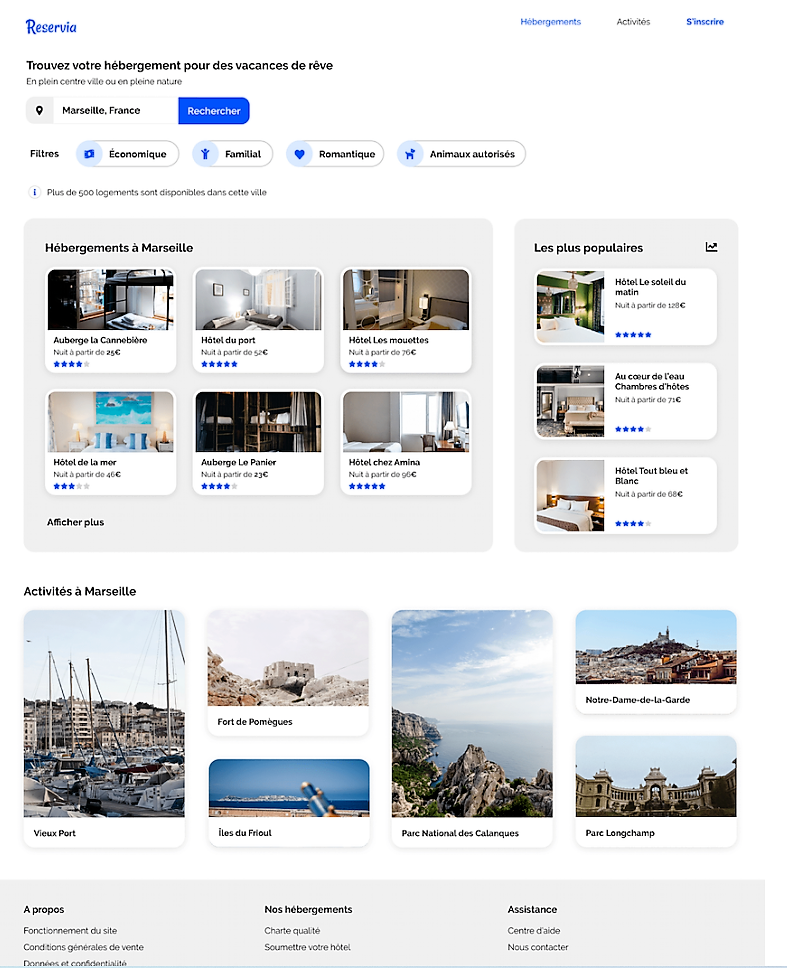 Reservia
Hébergements
Activités
S'inscrire
Trouvez votre hébergement pour des vacances de rêve
En plein centre ville ou en pleine nature
Marseille, France
Rechercher
Filtres
Économique
Familial
Romantique
Animaux autorisés
Plus de 500 logements sont disponibles dans cette ville
Hébergements à Marseille
Auberge la Cannebière
Nuit à partir de 25€
Hôtel du port
Nuit à partir de 52€
Hôtel Les mouettes
Nuit à partir de 76€
Hôtel de la mer
Nuit à partir de 46€
Auberge Le Panier
Nuit à partir de 23€
Hôtel chez Amina
Nuit à partir de 96€
Afficher plus
Les plus populaires
Hôtel Le soleil du
matin
Nuit à partir de 128€
Au cœur de l'eau
Chambres d'hôtes
Nuit à partir de 71€
Hôtel Tout bleu et
Blanc
Nuit à partir de 68€
Activités à Marseille
Vieux Port
Fort de Pomègues
Îles du Frioul
Parc National des Calanques
Notre-Dame-de-la-Garde
Parc Longchamp
A propos
Fonctionnement du site
Conditions générales de vente
Données et confidentialité
Nos hébergements
Charte qualité
Soumettre votre hôtel
Assistance
Centre d'aide
Nous contacter